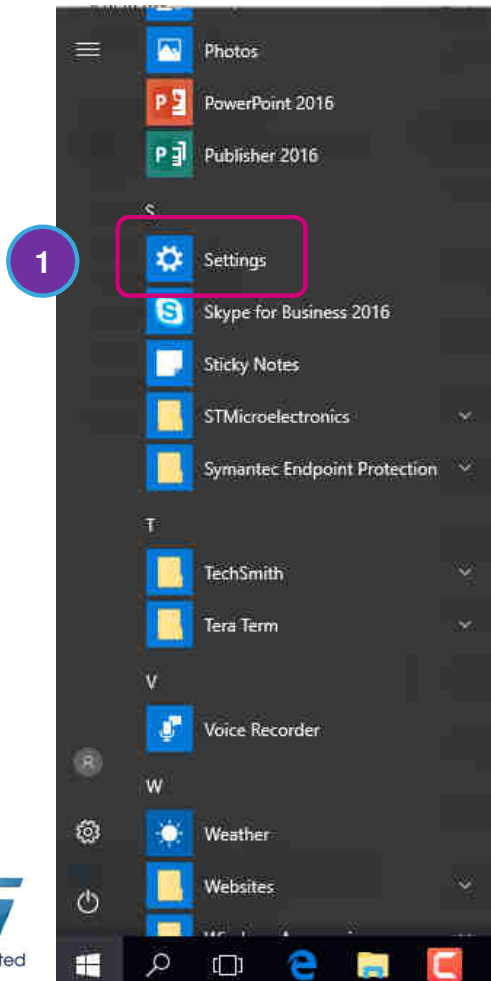 Photos
PowerPoint 2016
Publisher 2016
S
1
Settings
Skype for Business 2016
Sticky Notes
STMicroelectronics
Symantec Endpoint Protection
T
TechSmith
Tera Term
V
Voice Recorder
W
Weather
Websites